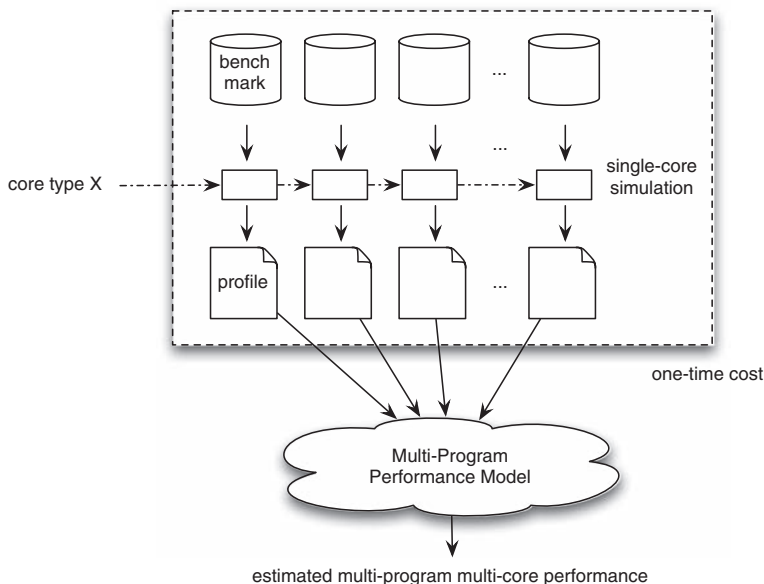 bench
mark
...
...
core type X
single-core
simulation
profile
...
one-time cost
Multi-Program
Performance Model
estimated multi-program multi-core performance